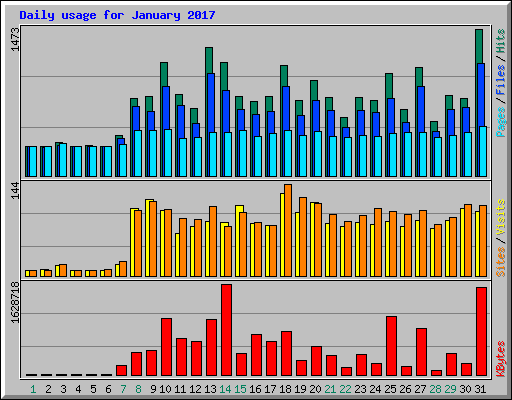 Daily usage for January 2017
1473
Pages / Files / Hits
144
Sites / Visits
1628718
KBytes
1 2 3 4 5 6 7 8 9 10 11 12 13 14 15 16 17 18 19 20 21 22 23 24 25 26 27 28 29 30 31